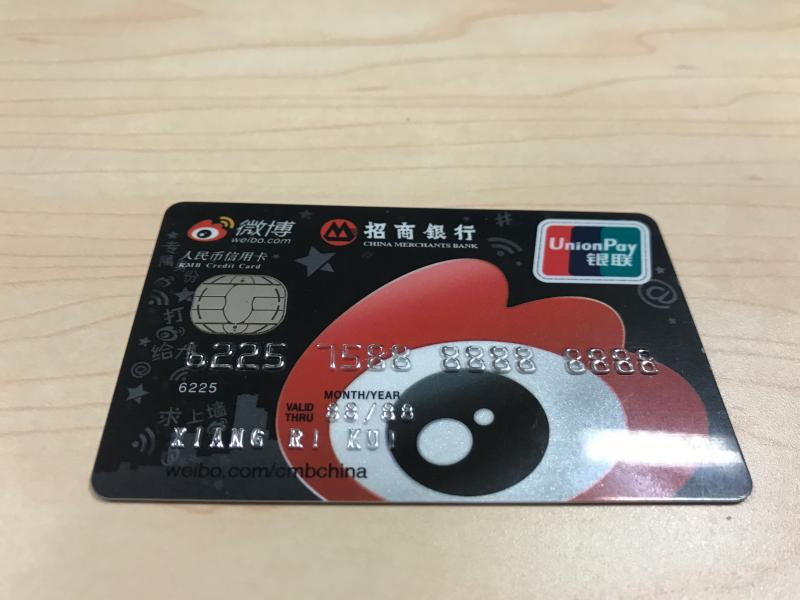 微博
weibo.com
招商银行
CHINA MERCHANTS BANK
UnionPay
银联
人民币信用卡
RMB Credit Card
@
6225 7588 8888 8888
6225
MONTH/YEAR
VALID THRU 88/88
XIANG RI KUI
weibo.com/cmbchina
求上墙